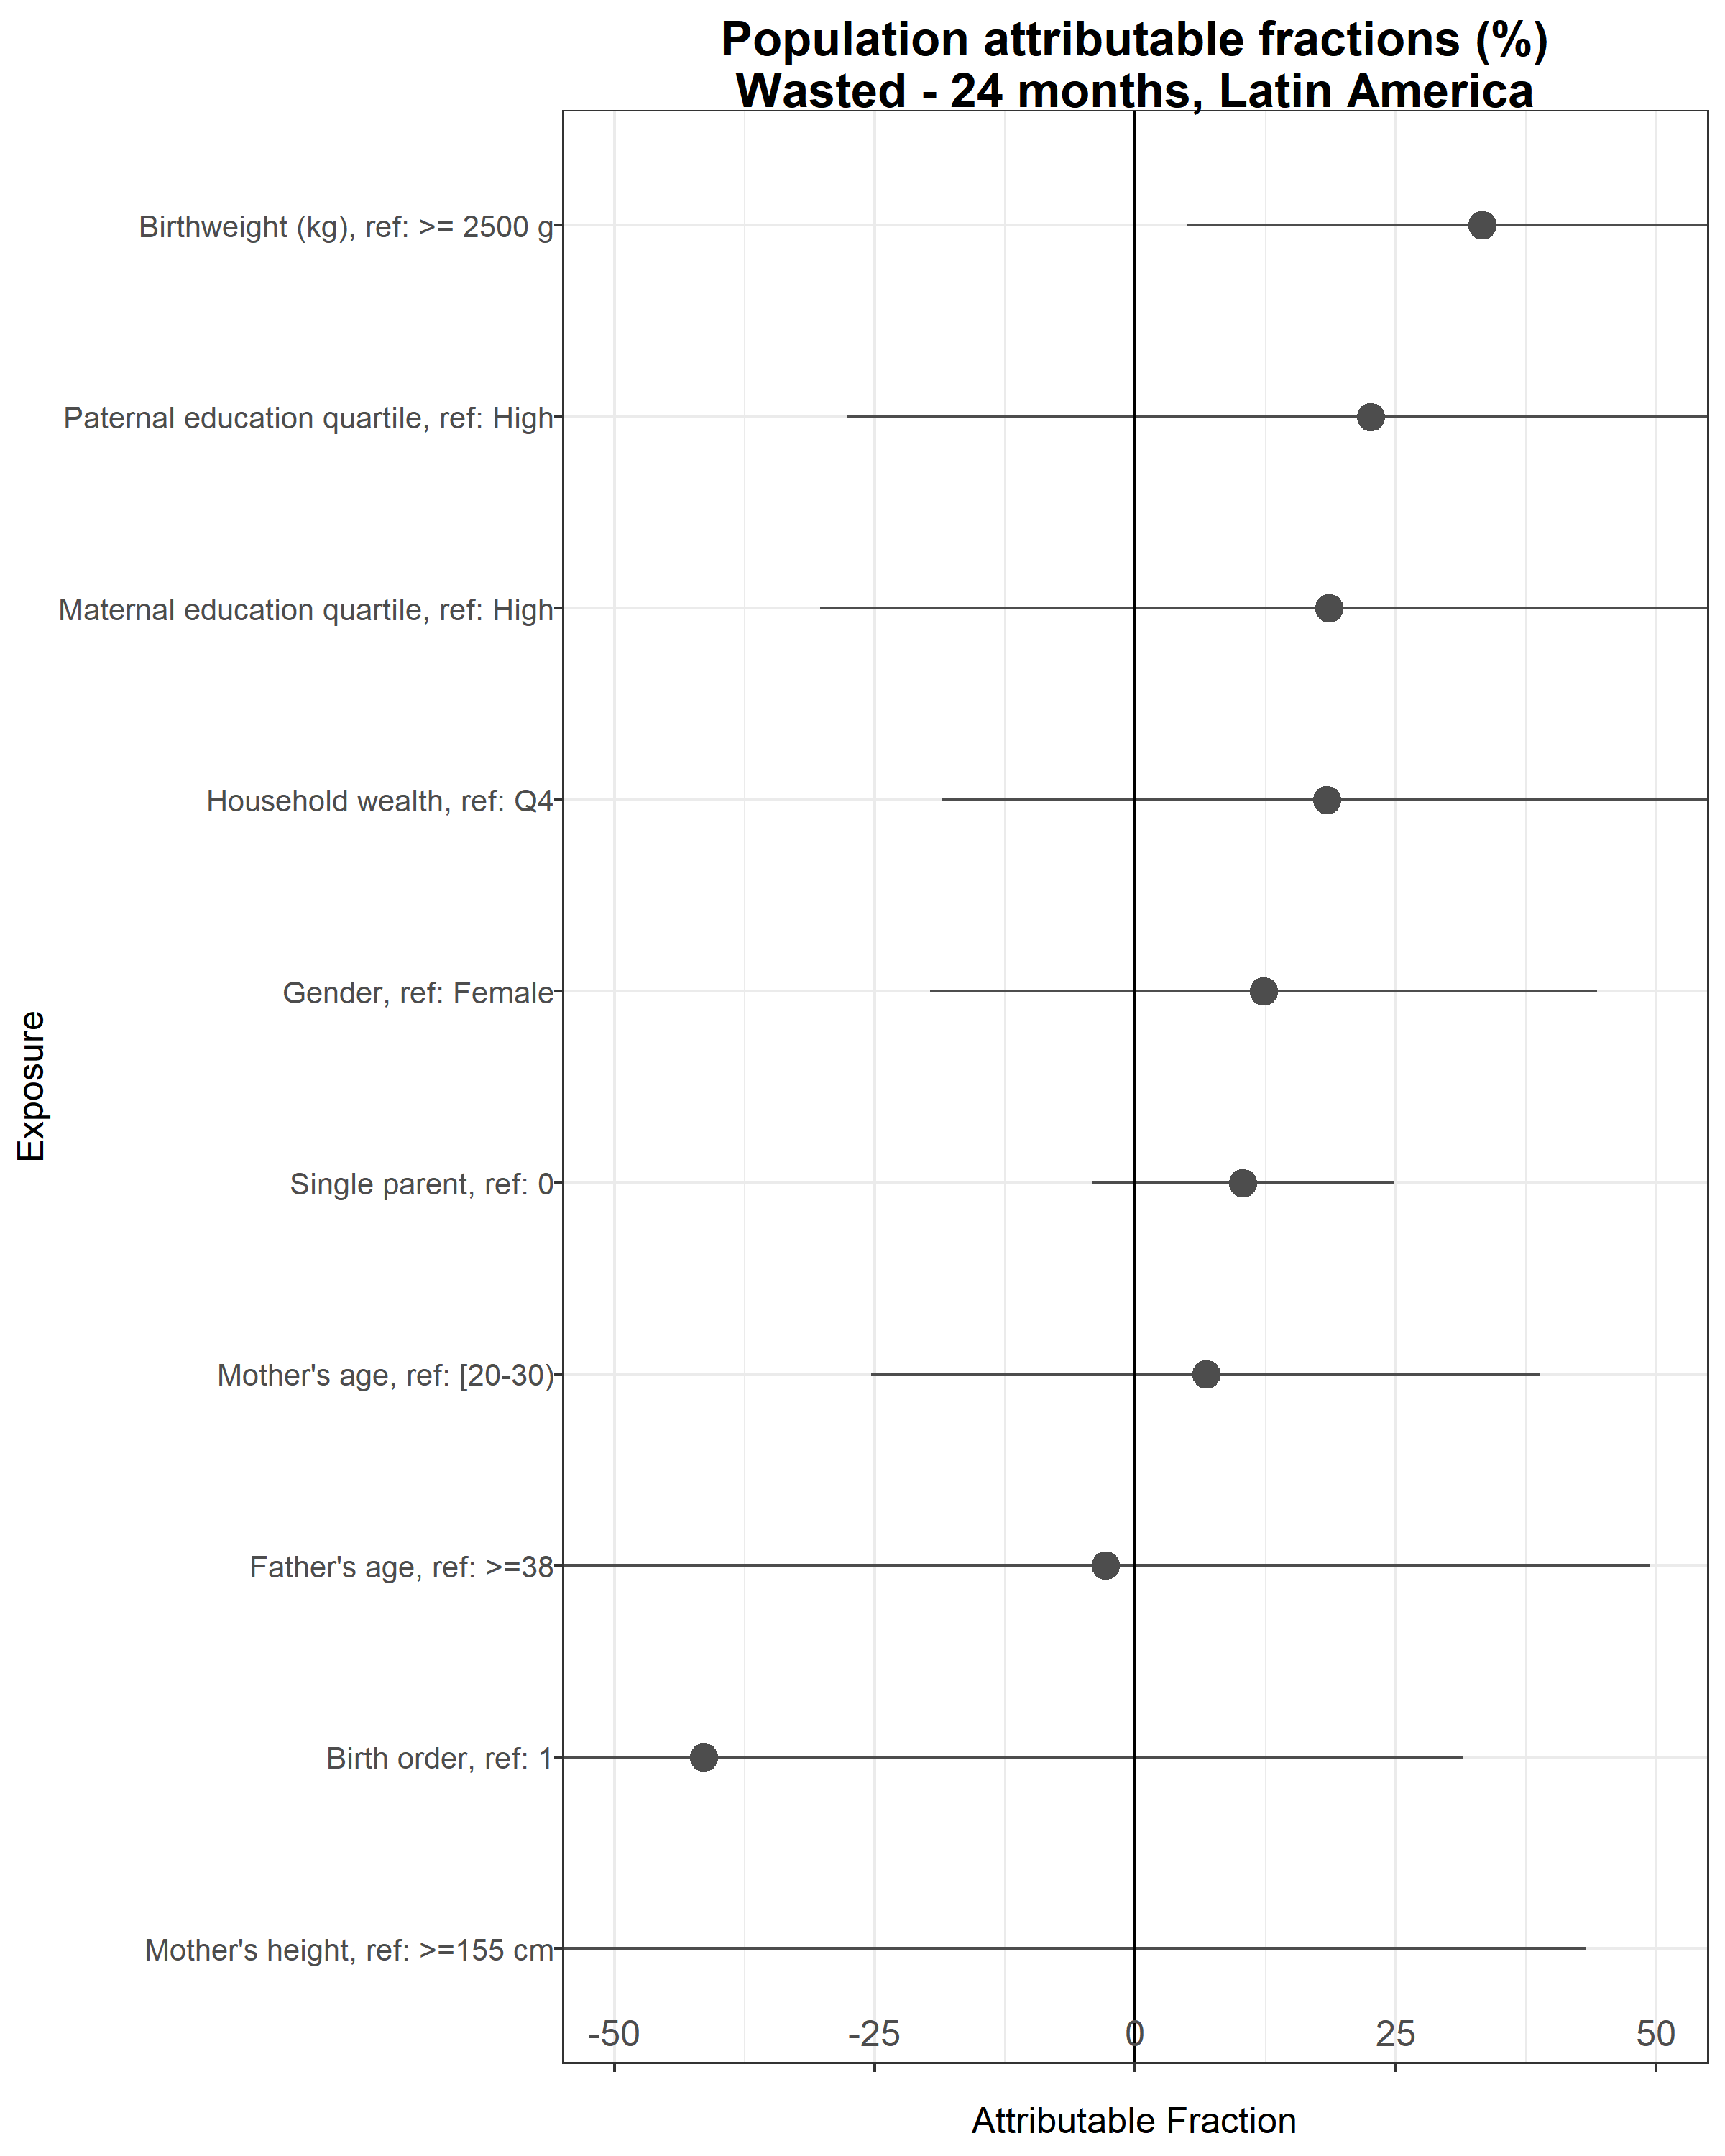 Population attributable fractions (%)
Wasted - 24 months, Latin America
Birthweight (kg), ref: >= 2500 g
Paternal education quartile, ref: High
Maternal education quartile, ref: High
Household wealth, ref: Q4
Gender, ref: Female
Exposure
Single parent, ref: 0
Mother's age, ref: [20-30)
Father's age, ref: >=38
Birth order, ref: 1
Mother's height, ref: >=155 cm
-50 -25 0 25 50
Attributable Fraction